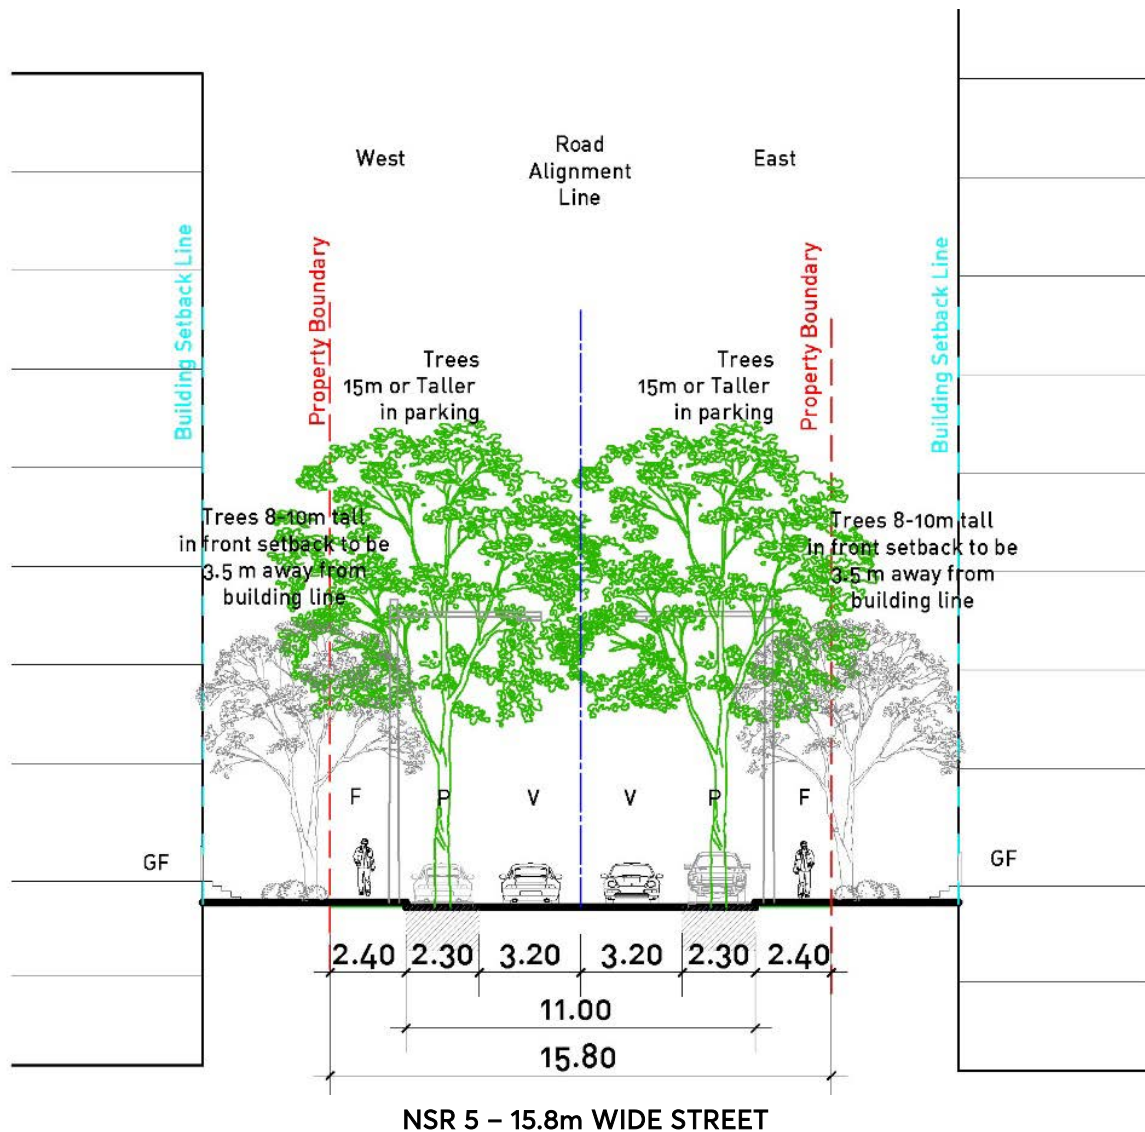 West
Road
Alignment
Line
East
Building Setback Line
Property Boundary
Property Boundary
Building Setback Line
Trees
15m or Taller
in parking
Trees
15m or Taller
in parking
Trees 8-10m tall
in front setback to be
3.5 m away from
building line
Trees 8-10m tall
in front setback to be
3.5 m away from
building line
F P V V P F
GF
GF
2.40 2.30 3.20 3.20 2.30 2.40
11.00
15.80
NSR 5 – 15.8m WIDE STREET